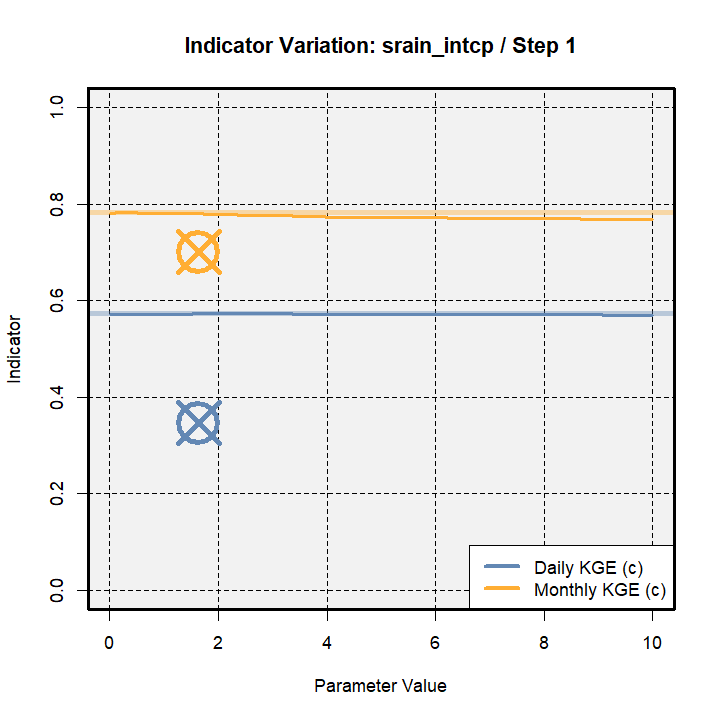 Indicator Variation: srain_intcp / Step 1
Indicator
1.0
0.8
0.6
0.4
0.2
0.0
0 2 4 6 8 10
Parameter Value
Daily KGE (c)
Monthly KGE (c)